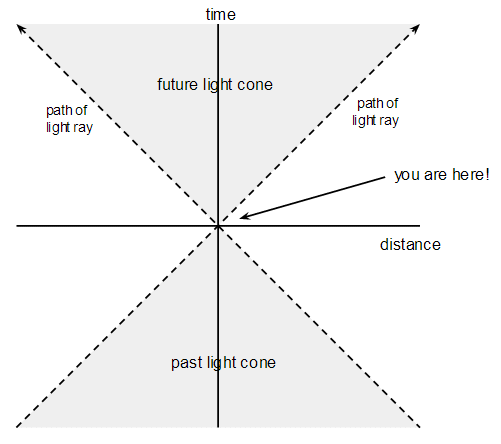 time
future light cone
path of
light ray
path of
light ray
you are here!
distance
past light cone